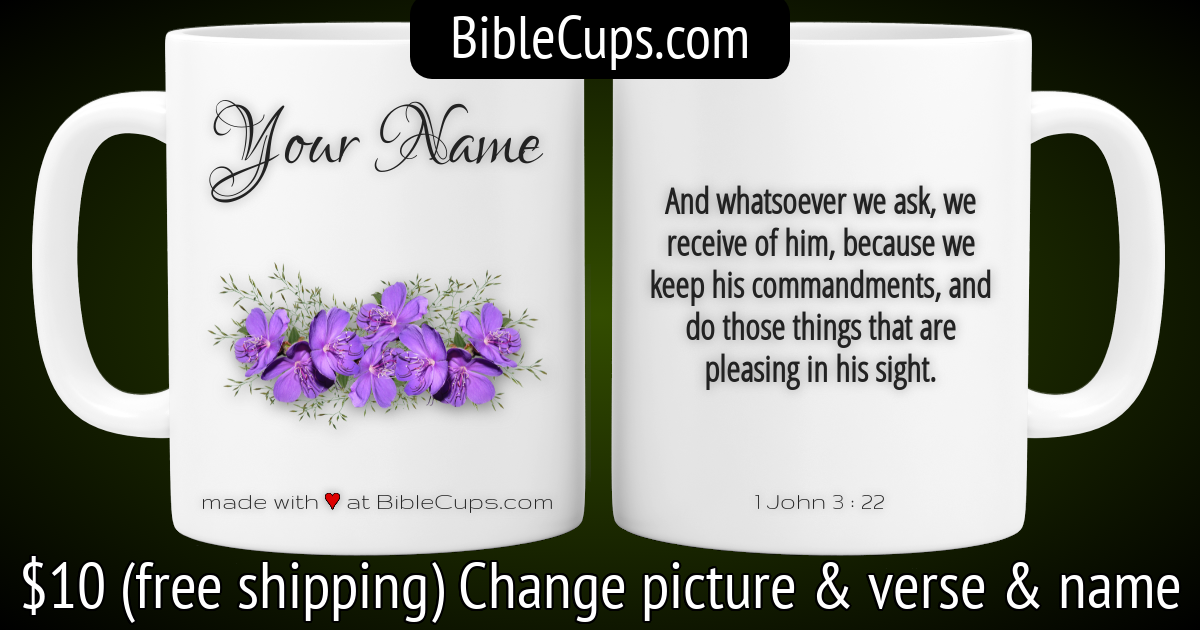 BibleCups.com
Your Name
made with ♥ at BibleCups.com
And whatsoever we ask, we
receive of him, because we
keep his commandments, and
do those things that are
pleasing in his sight.
1 John 3 : 22
$10 (free shipping) Change picture & verse & name